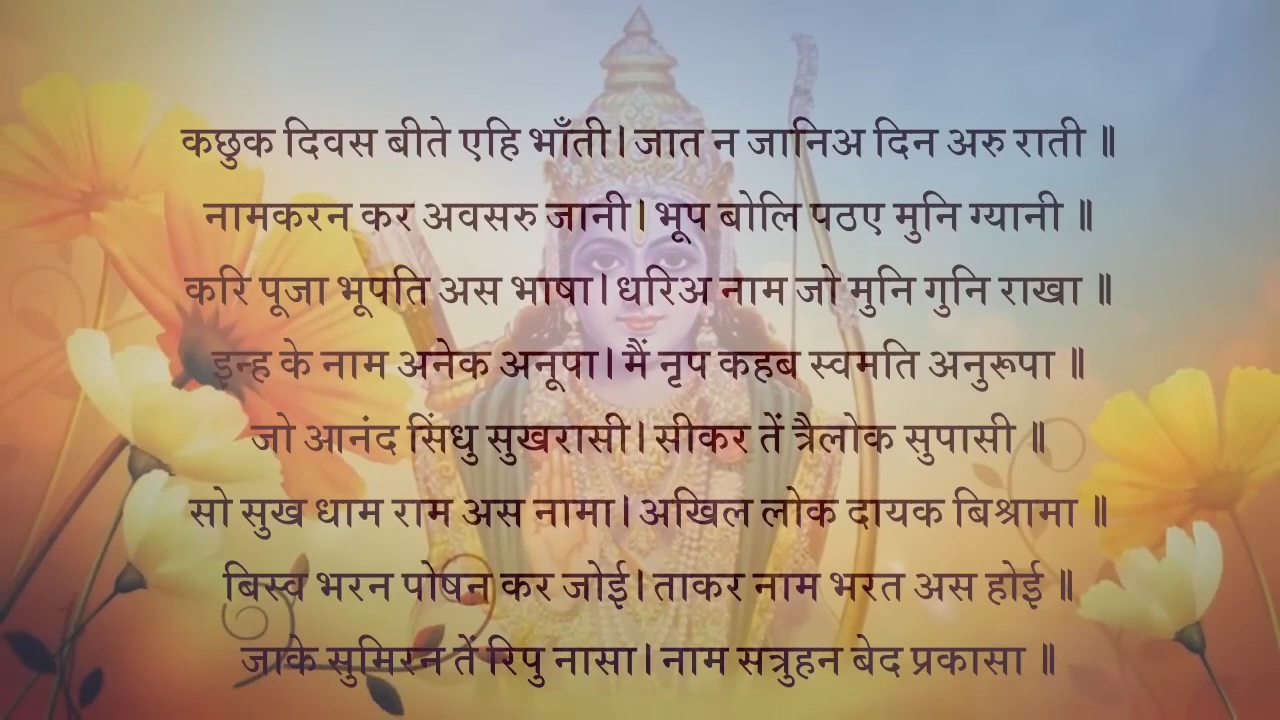 कछुक दिवस बीते एहि भाँती। जात न जानिअ दिन अरु राती ॥
नामकरन कर अवसरु जानी। भूप बोलि पठए मुनि ग्यानी ॥
करि पूजा भूपति अस भाषा। धरिअ नाम जो मुनि गुनि राखा ॥
इन्ह के नाम अनेक अनूपा। मैं नृप कहब स्वमति अनुरूपा ॥
जो आनंद सिंधु सुखरासी। सीकर तें त्रैलोक सुपासी ॥
सो सुख धाम राम अस नामा। अखिल लोक दायक बिश्रामा ॥
बिस्व भरन पोषन कर जोई। ताकर नाम भरत अस होई ॥
जाके सुमिरन तें रिपु नासा। नाम सत्रुहन बेद प्रकासा ॥